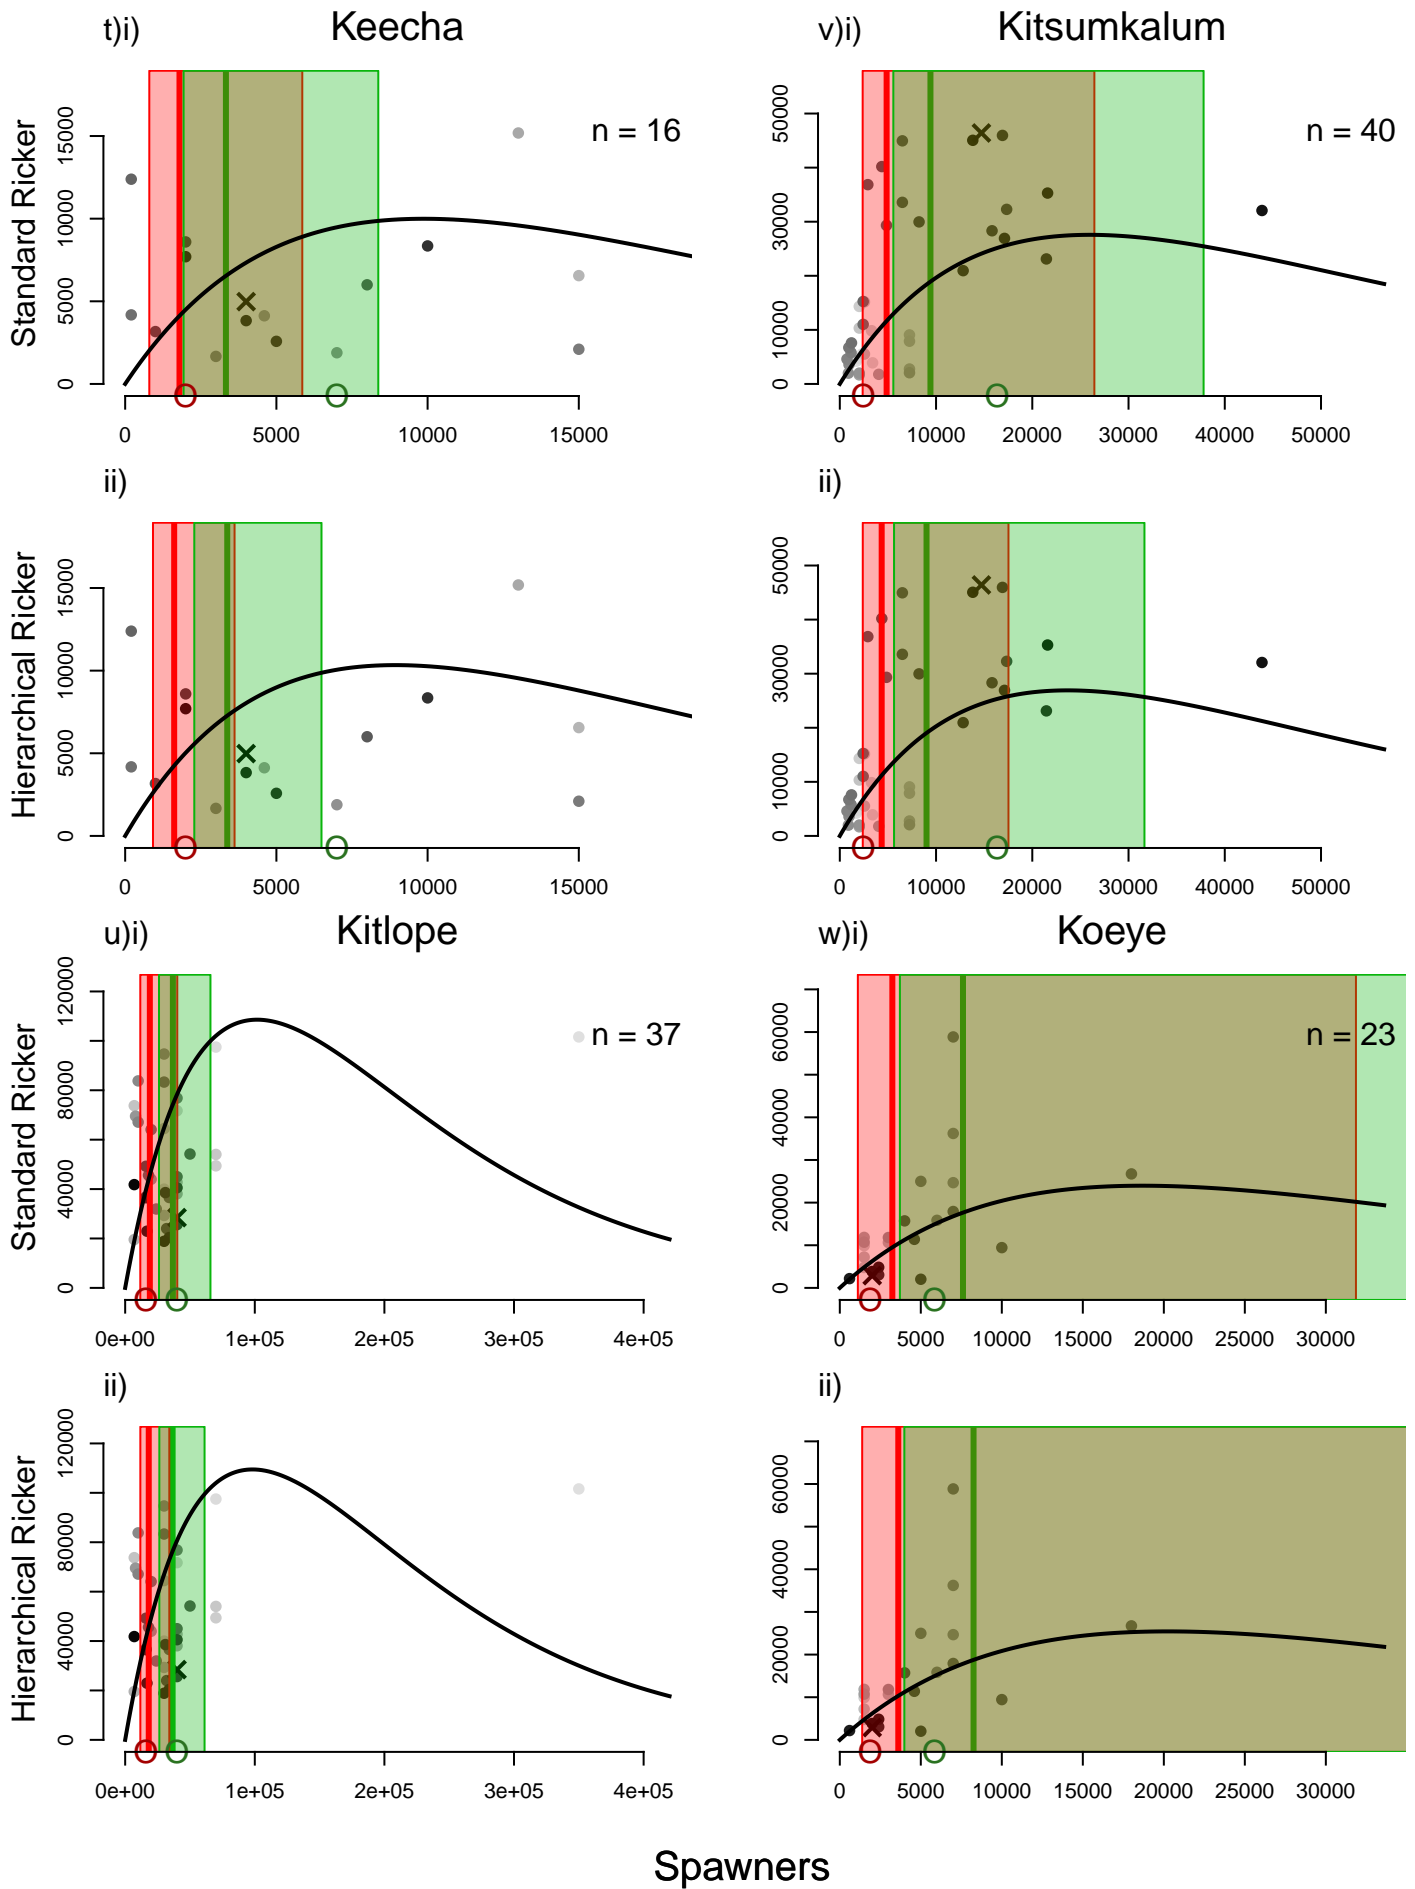 t)i) Keecha
Standard Ricker
n = 16
0 5000 10000 15000
0 5000 10000 15000
ii)
Hierarchical Ricker
0 5000 10000 15000
0 5000 10000 15000
u)i) Kitlope
Standard Ricker
n = 37
0 40000 80000 120000
0e+00 1e+05 2e+05 3e+05 4e+05
ii)
Hierarchical Ricker
0 40000 80000 120000
0e+00 1e+05 2e+05 3e+05 4e+05
v)i) Kitsumkalum
n = 40
0 10000 30000 50000
0 10000 20000 30000 40000 50000
ii)
0 10000 30000 50000
0 10000 20000 30000 40000 50000
w)i) Koeye
n = 23
0 20000 40000 60000
0 5000 10000 15000 20000 25000 30000
ii)
0 20000 40000 60000
0 5000 10000 15000 20000 25000 30000
Spawners